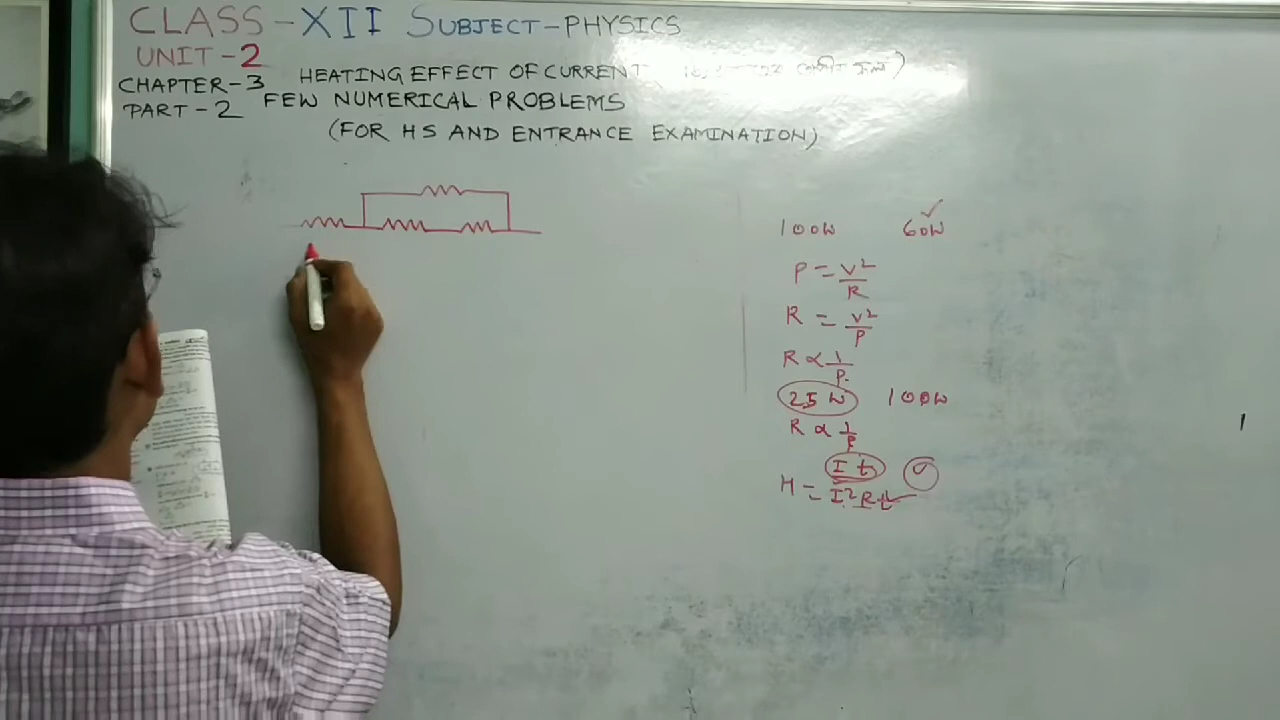 CLASS-XII SUBJECT-PHYSICS
UNIT-2
CHAPTER-3 HEATING EFFECT OF CURRENT
PART-2 FEW NUMERICAL PROBLEMS
(FOR HS AND ENTRANCE EXAMINATION)
100W 60W ✓
P = V²/R
R = V²/P
R ∝ 1/P.
25 W 100W
R ∝ 1/P
I t ✓
H = I²Rt